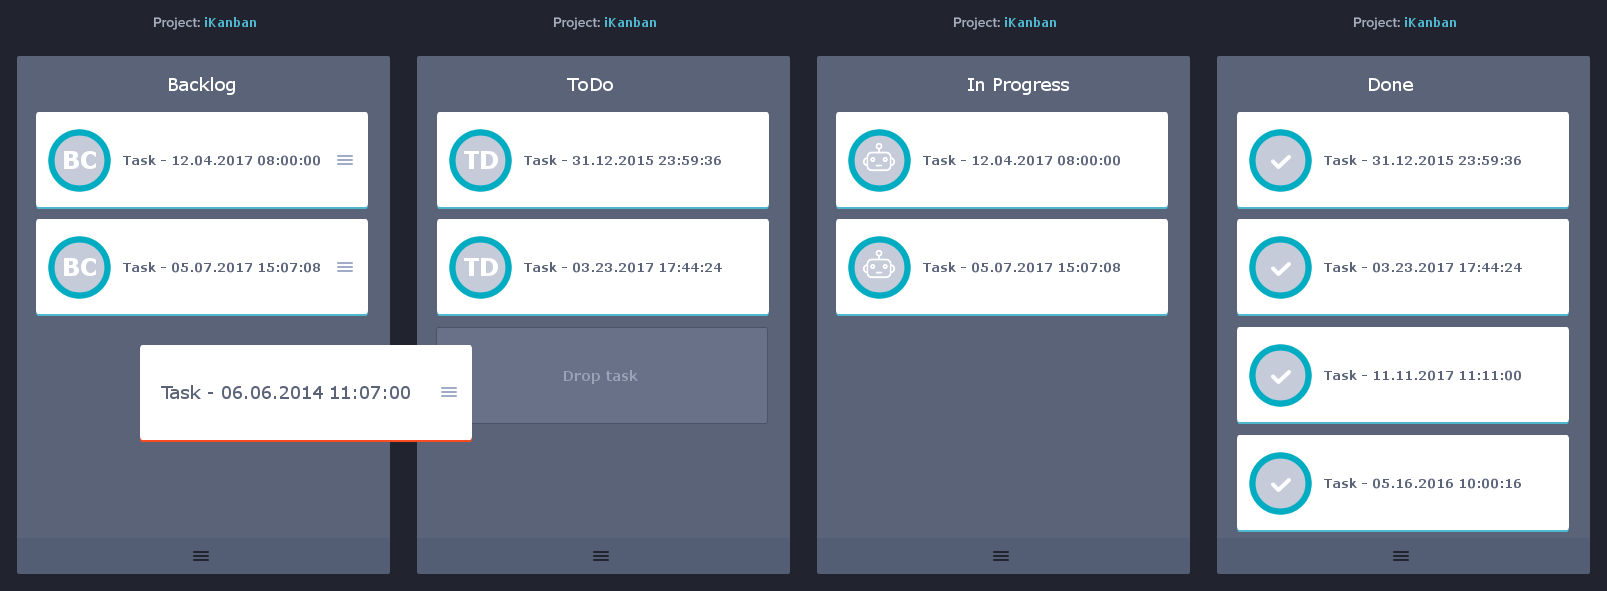 Project: iKanban
Backlog
BC
Task - 12.04.2017 08:00:00
BC
Task - 05.07.2017 15:07:08
Task - 06.06.2014 11:07:00
Project: iKanban
ToDo
TD
Task - 31.12.2015 23:59:36
TD
Task - 03.23.2017 17:44:24
Drop task
Project: iKanban
In Progress
Task - 12.04.2017 08:00:00
Task - 05.07.2017 15:07:08
Project: iKanban
Done
Task - 31.12.2015 23:59:36
Task - 03.23.2017 17:44:24
Task - 11.11.2017 11:11:00
Task - 05.16.2016 10:00:16